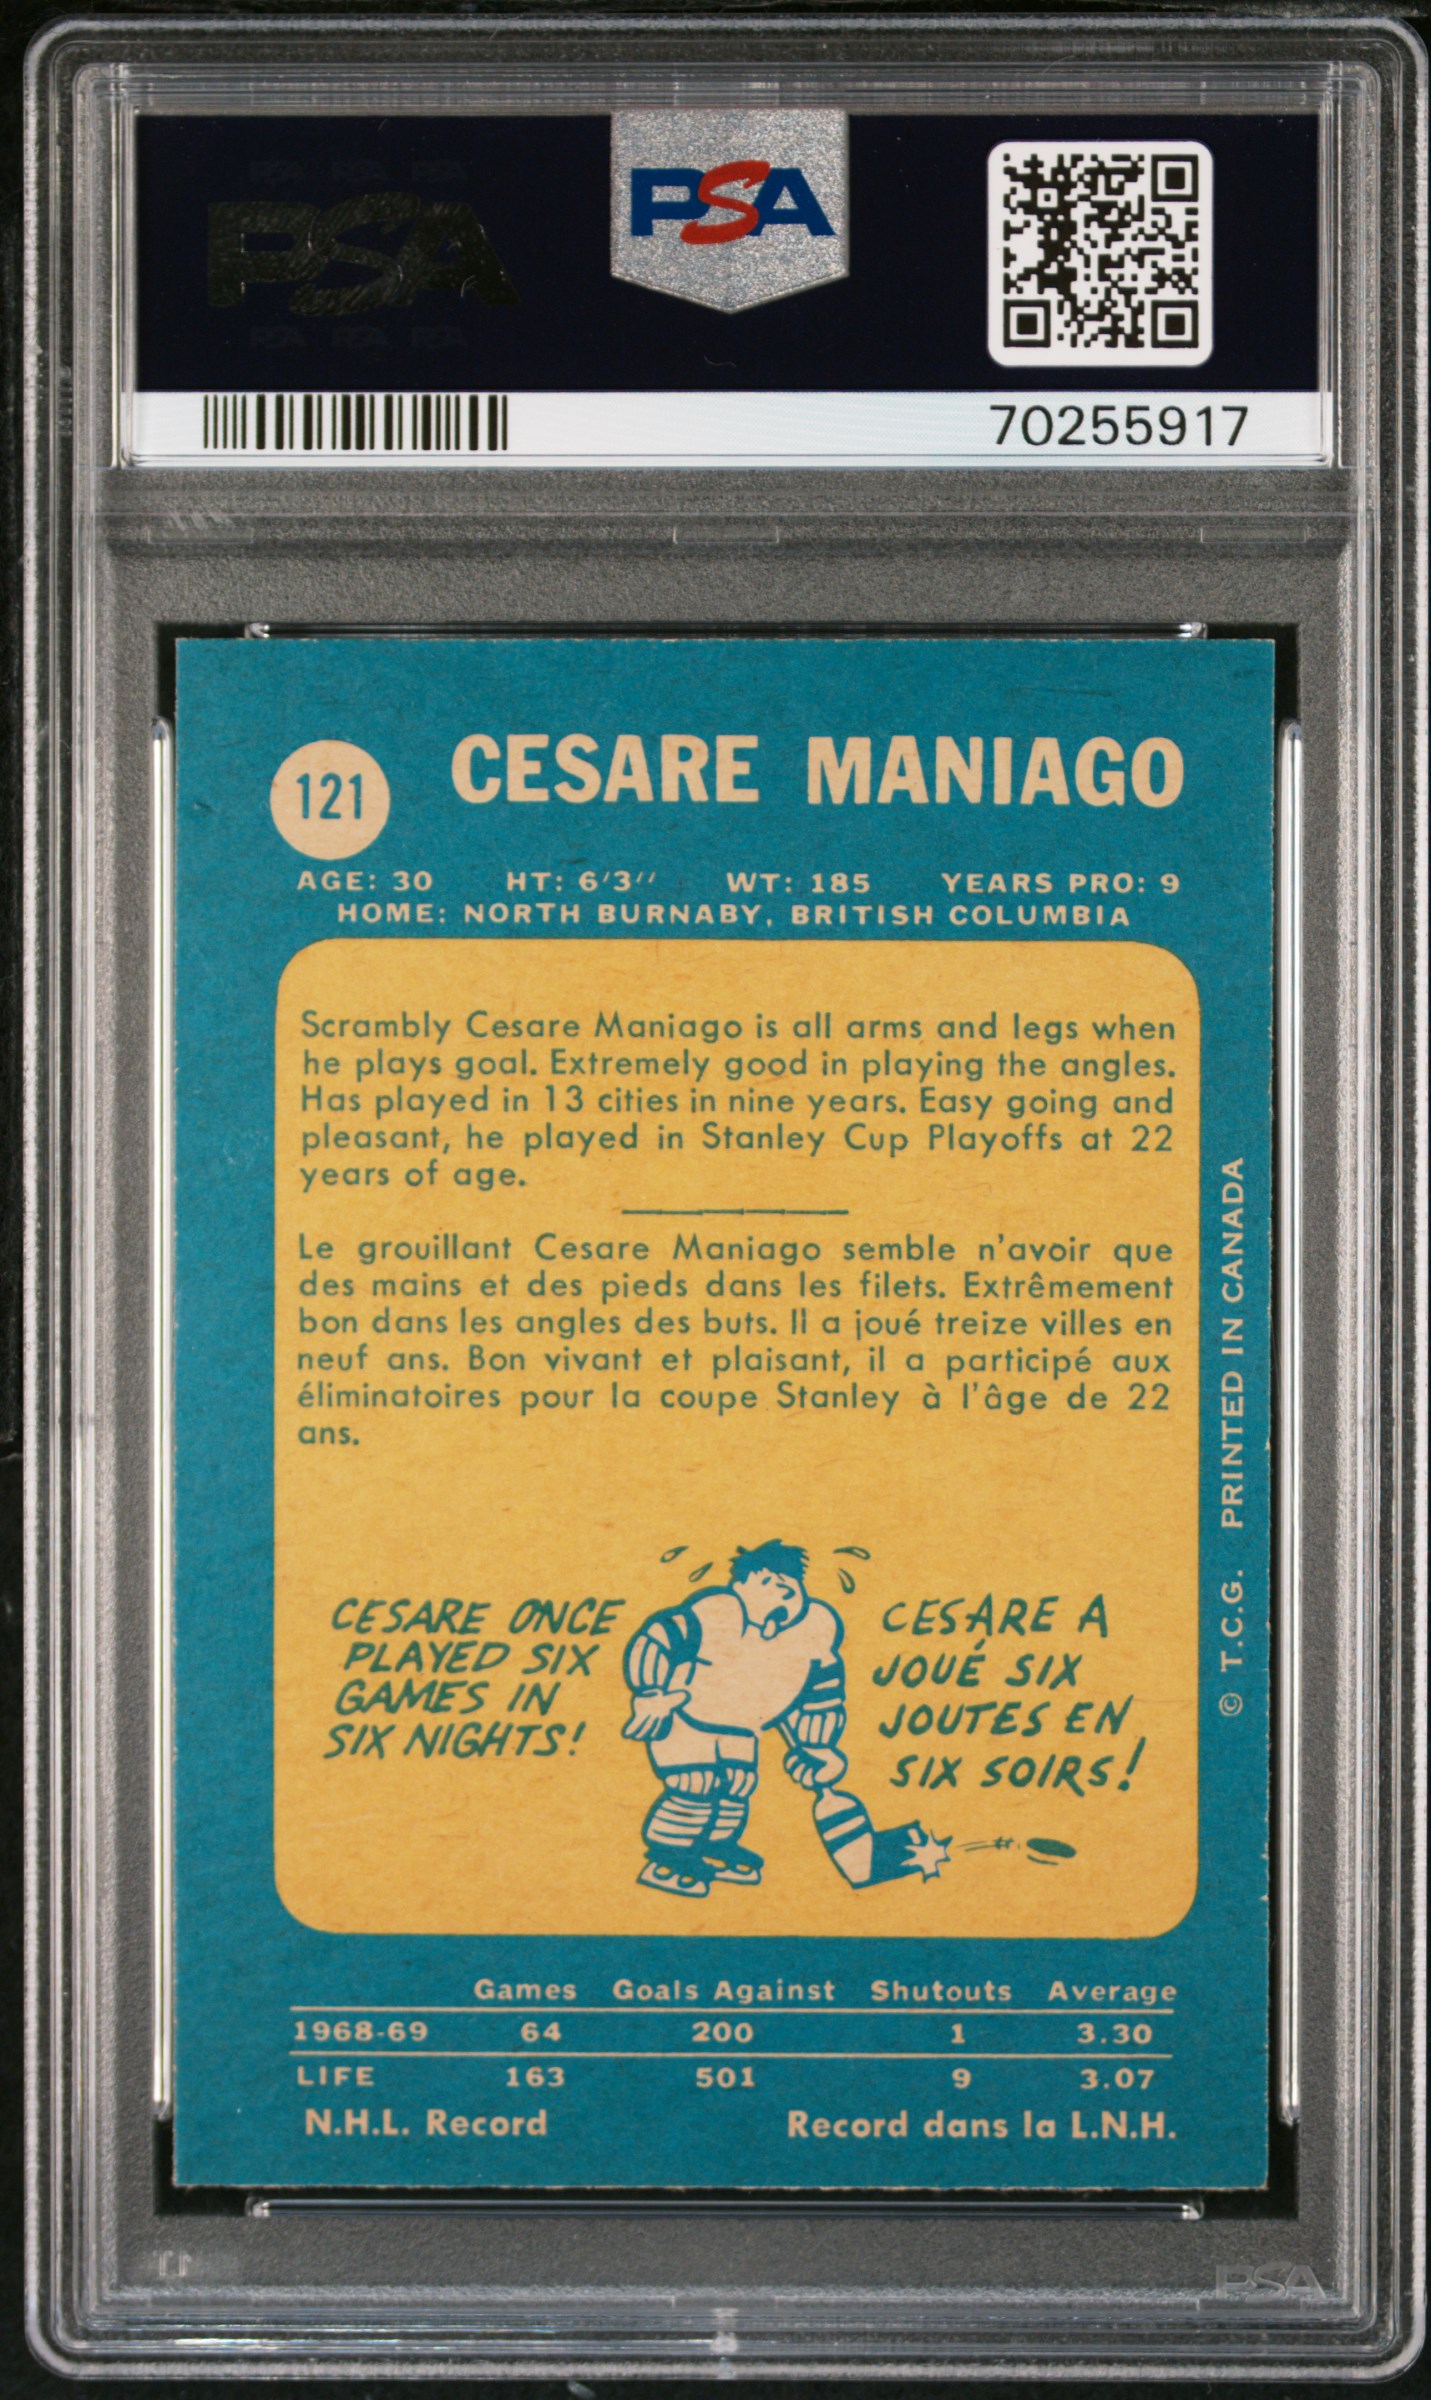 PSA
PSA
70255917
121
CESARE MANIAGO
AGE: 30 HT: 6'3" WT: 185 YEARS PRO: 9
HOME: NORTH BURNABY, BRITISH COLUMBIA
Scrambly Cesare Maniago is all arms and legs when
he plays goal. Extremely good in playing the angles.
Has played in 13 cities in nine years. Easy going and
pleasant, he played in Stanley Cup Playoffs at 22
years of age.
Le grouillant Cesare Maniago semble n'avoir que
des mains et des pieds dans les filets. Extrêmement
bon dans les angles des buts. Il a joué treize villes en
neuf ans. Bon vivant et plaisant, il a participé aux
éliminatoires pour la coupe Stanley à l'âge de 22
ans.
CESARE ONCE
PLAYED SIX
GAMES IN
SIX NIGHTS!
CESARE A
JOUÉ SIX
JOUTES EN
SIX SOIRS!
© T.C.G. PRINTED IN CANADA
Games Goals Against Shutouts Average
1968-69 64 200 1 3.30
LIFE 163 501 9 3.07
N.H.L. Record Record dans la L.N.H.
PSA